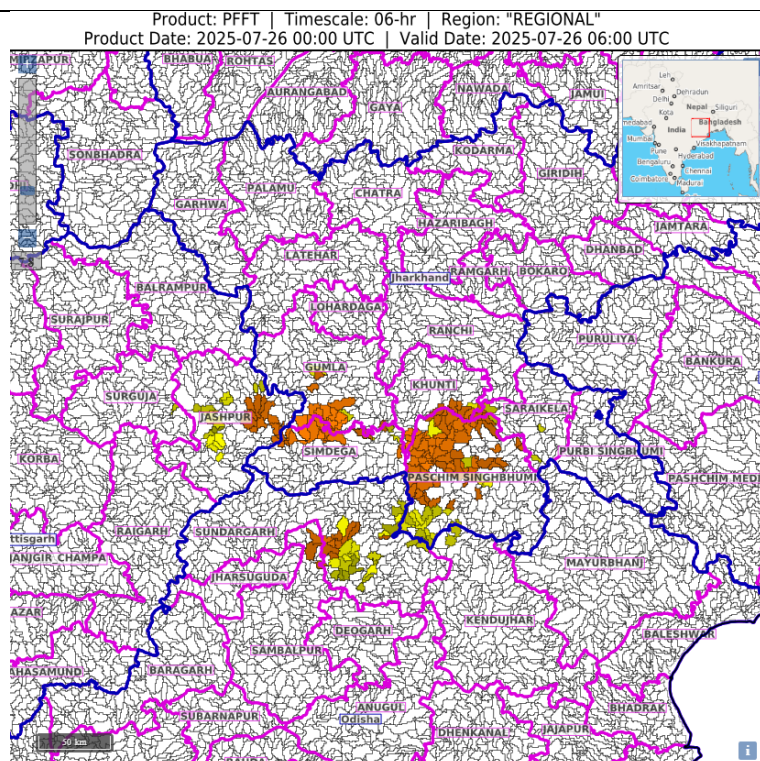 Product: PFFT | Timescale: 06-hr | Region: "REGIONAL"
Product Date: 2025-07-26 00:00 UTC | Valid Date: 2025-07-26 06:00 UTC
MIRZAPUR
BHABUA
ROHTAS
AURANGABAD
GAYA
NAWADA
JAMUI
Leh
Amritsar
Dehradun
Delhi
Nepal
Siliguri
Kota
Bangladesh
India
Mumbai
Pune
Visakhapatnam
Hyderabad
Bengaluru
Chennai
Coimbatore
Madurai
SONBHADRA
KODARMA
GIRIDIH
PALAMU
CHATRA
GARHWA
HAZARIBAGH
JAMTARA
LATEHAR
DHANBAD
Jharkhand
RAMGARH
BOKARO
BALRAMPUR
LOHARDAGA
SURAJPUR
RANCHI
PURULIYA
BANKURA
GUMLA
KHUNTI
SURGUJA
JASHPUR
SARAIKELA
SIMDEGA
PURBI SINGHBHUMI
KORBA
PASCHIM SINGHBHUMI
PASHCHIM MEDI
RAIGARH
SUNDARGARH
ttisgarh
JANJGIR CHAMPA
MAYURBHANJ
JHARSUGUDA
AZAR
KENDUJHAR
DEOGARH
BALESHWAR
SAMBALPUR
AHASAMUND
BARAGARH
ANUGUL
BHADRAK
SUBARNAPUR
Odisha
DHENKANAL
JAJAPUR
50 km
i